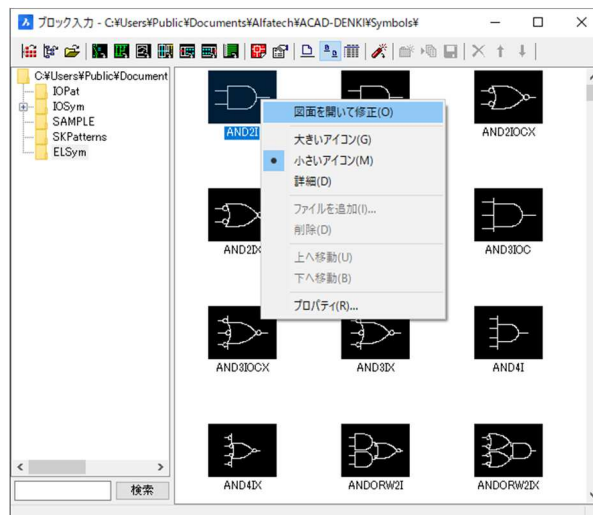 ブロック入力 - C:¥Users¥Public¥Documents¥Alfatech¥ACAD-DENKI¥Symbols¥
C:¥Users¥Public¥Document
IOPat
IOSym
SAMPLE
SKPatterns
ELSym
AND2I
AND2IOCX
図面を開いて修正(O)
大きいアイコン(G)
小さいアイコン(M)
詳細(D)
ファイルを追加(I)...
削除(D)
上へ移動(U)
下へ移動(B)
プロパティ(R)...
AND2IX
AND3IOC
AND3IOCX
AND3IX
AND4I
AND4IX
ANDORW2I
ANDORW2IX
検索